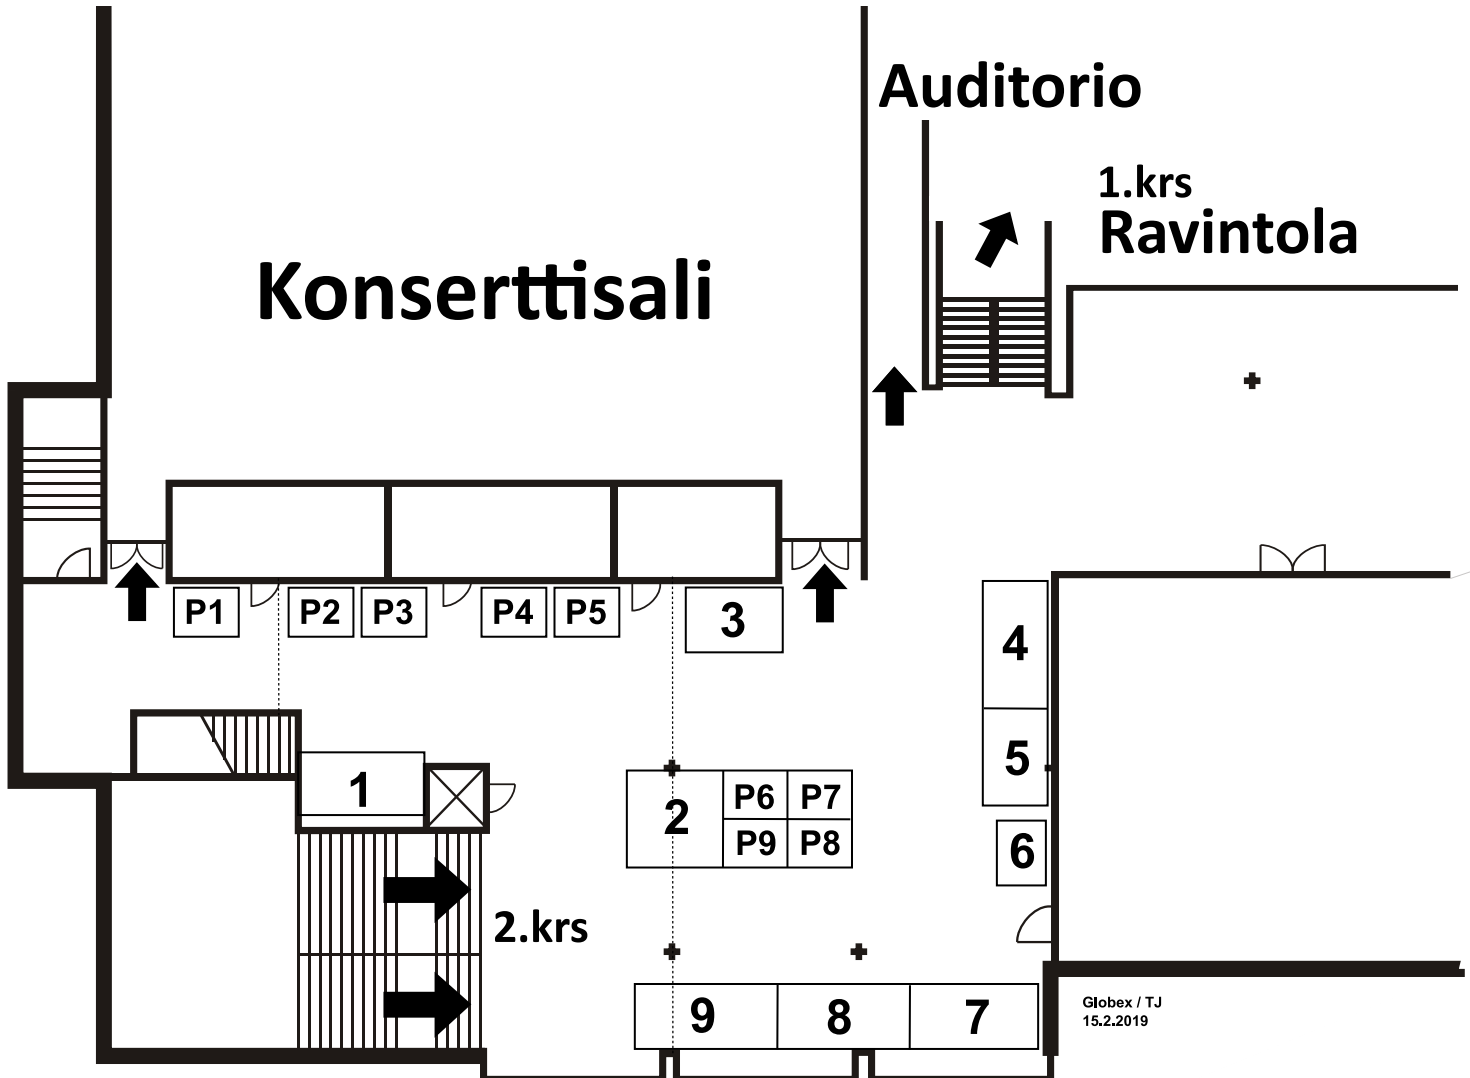 Auditorio
1.krs
Ravintola
Konserttisali
P1
P2
P3
P4
P5
3
4
5
1
2
P6
P7
P9
P8
6
2.krs
9
8
7
Globex / TJ
15.2.2019